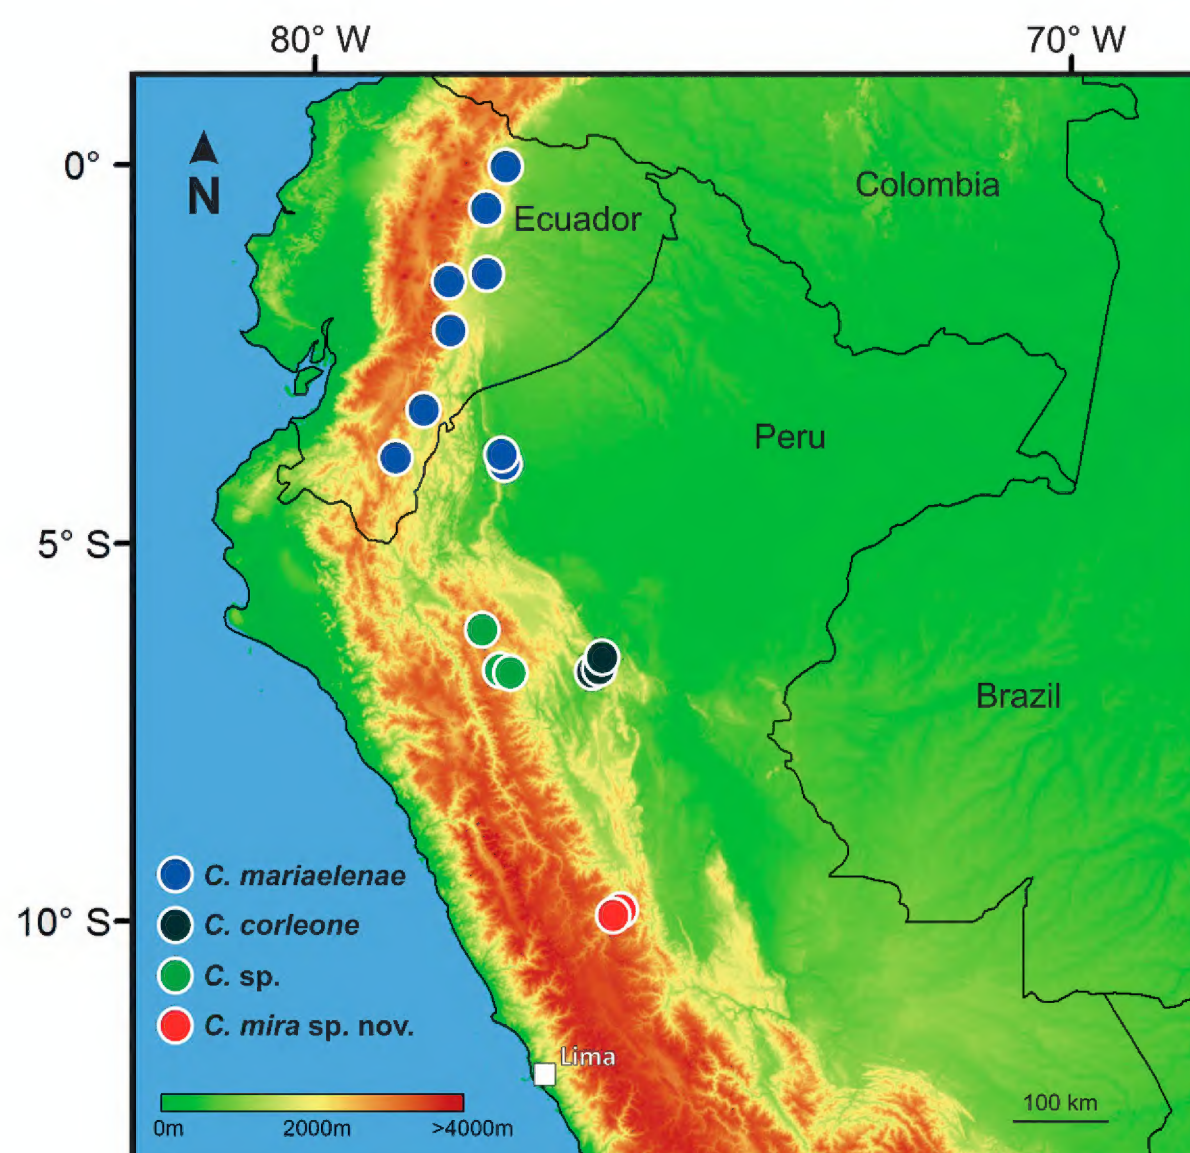 80° W
70° W
0°
N
Colombia
Ecuador
Peru
5° S
Brazil
C. mariaelenae
C. corleone
10° S
C. sp.
C. mira sp. nov.
Lima
100 km
0m
2000m
>4000m